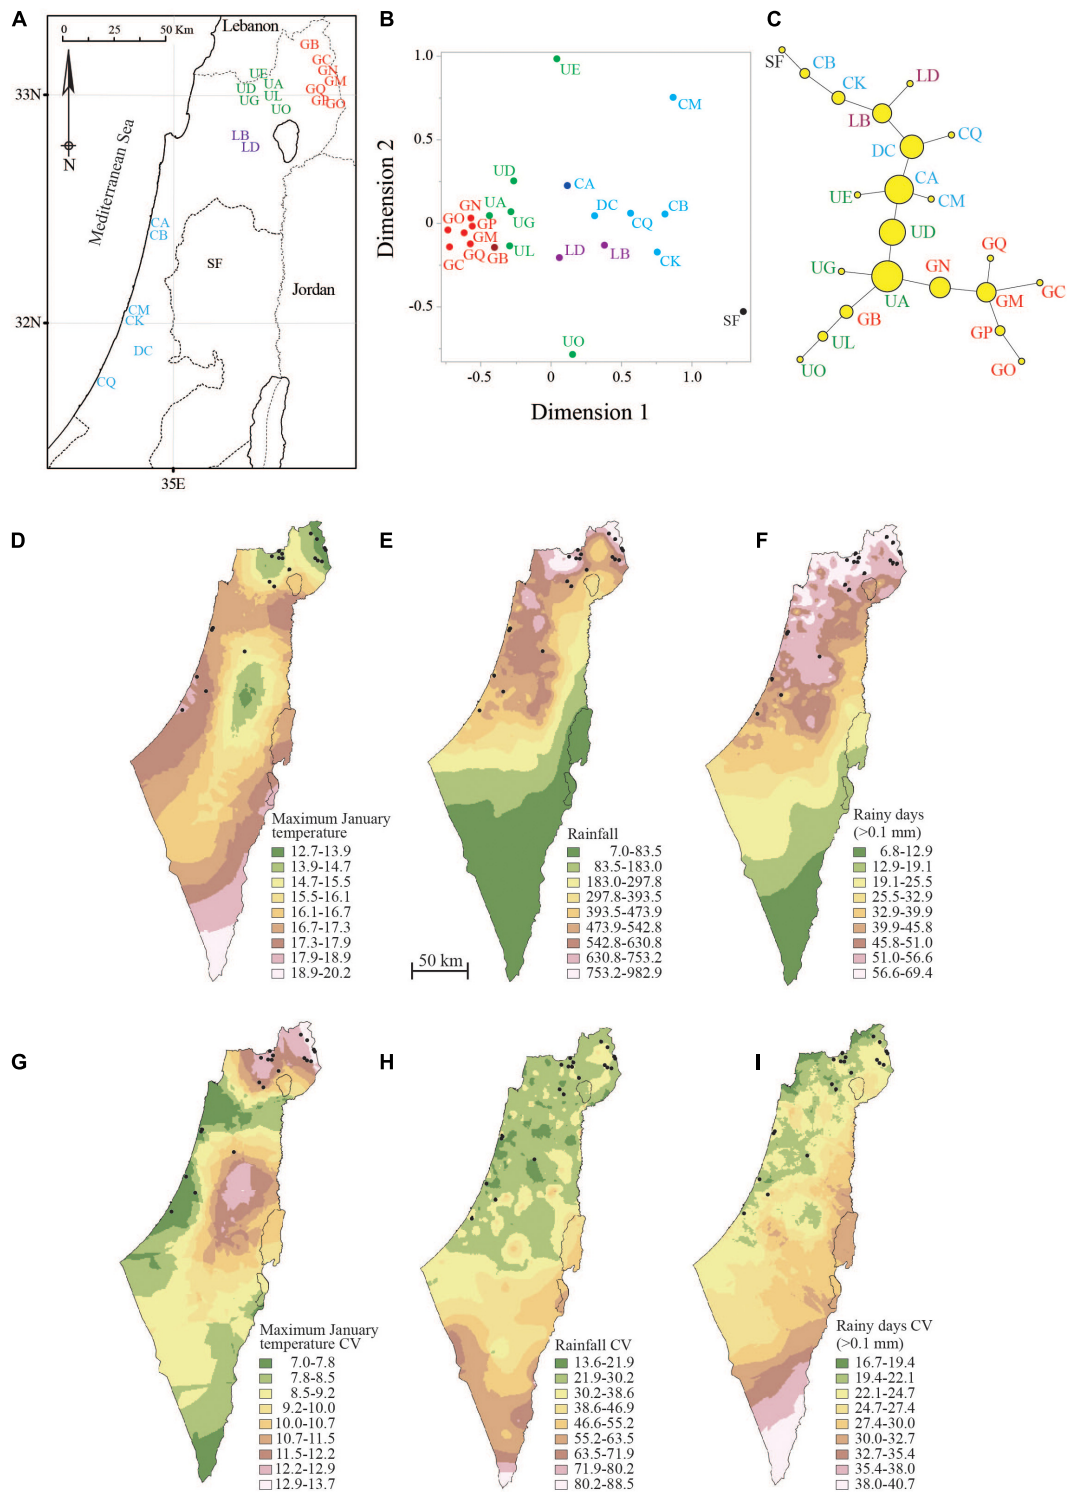 A
0 25 50 Km
Lebanon
N
33N
32N
35E
Mediterranean Sea
Jordan
GB
GC
GN
GM
GQ
GP GO
UE
UD UA
UG UL
UO
LB
LD
CA
CB
SF
CM
CK
DC
CQ
B
Dimension 2
1.0
0.5
0
-0.5
-0.5 0 0.5 1.0
Dimension 1
UE
CM
UD
CA
UA
UG
DC
CQ
CB
GN
GO
GP
GM
GC
GQ
GB
UL
LD
LB
CK
SF
UO
C
SF
CB
CK
LD
LB
DC
CQ
CA
UE
CM
UD
UG
GN
GQ
UA
GM
GC
GB
GP
UL
UO
GO
D
Maximum January
temperature
12.7-13.9
13.9-14.7
14.7-15.5
15.5-16.1
16.1-16.7
16.7-17.3
17.3-17.9
17.9-18.9
18.9-20.2
E
Rainfall
7.0-83.5
83.5-183.0
183.0-297.8
297.8-393.5
393.5-473.9
473.9-542.8
542.8-630.8
630.8-753.2
753.2-982.9
50 km
F
Rainy days
(>0.1 mm)
6.8-12.9
12.9-19.1
19.1-25.5
25.5-32.9
32.9-39.9
39.9-45.8
45.8-51.0
51.0-56.6
56.6-69.4
G
Maximum January
temperature CV
7.0-7.8
7.8-8.5
8.5-9.2
9.2-10.0
10.0-10.7
10.7-11.5
11.5-12.2
12.2-12.9
12.9-13.7
H
Rainfall CV
13.6-21.9
21.9-30.2
30.2-38.6
38.6-46.9
46.6-55.2
55.2-63.5
63.5-71.9
71.9-80.2
80.2-88.5
I
Rainy days CV
(>0.1 mm)
16.7-19.4
19.4-22.1
22.1-24.7
24.7-27.4
27.4-30.0
30.0-32.7
32.7-35.4
35.4-38.0
38.0-40.7